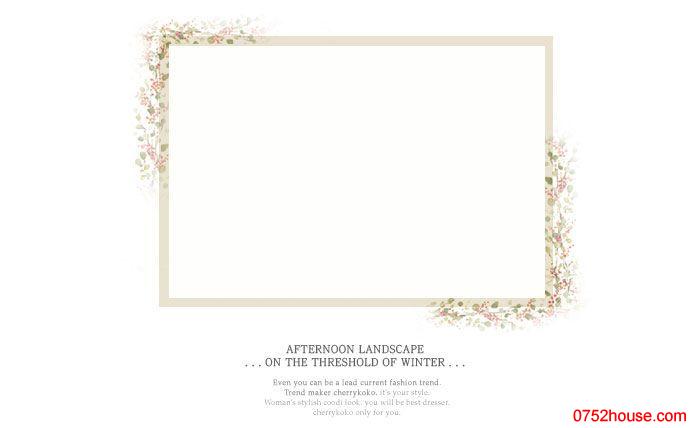 AFTERNOON LANDSCAPE
. . . ON THE THRESHOLD OF WINTER . . .
Even you can be a lead current fashion trend.
Trend maker cherrykoko. it's your style.
Woman's stylish coodi look. you will be best dresser.
cherrykoko only for you.
0752house.com